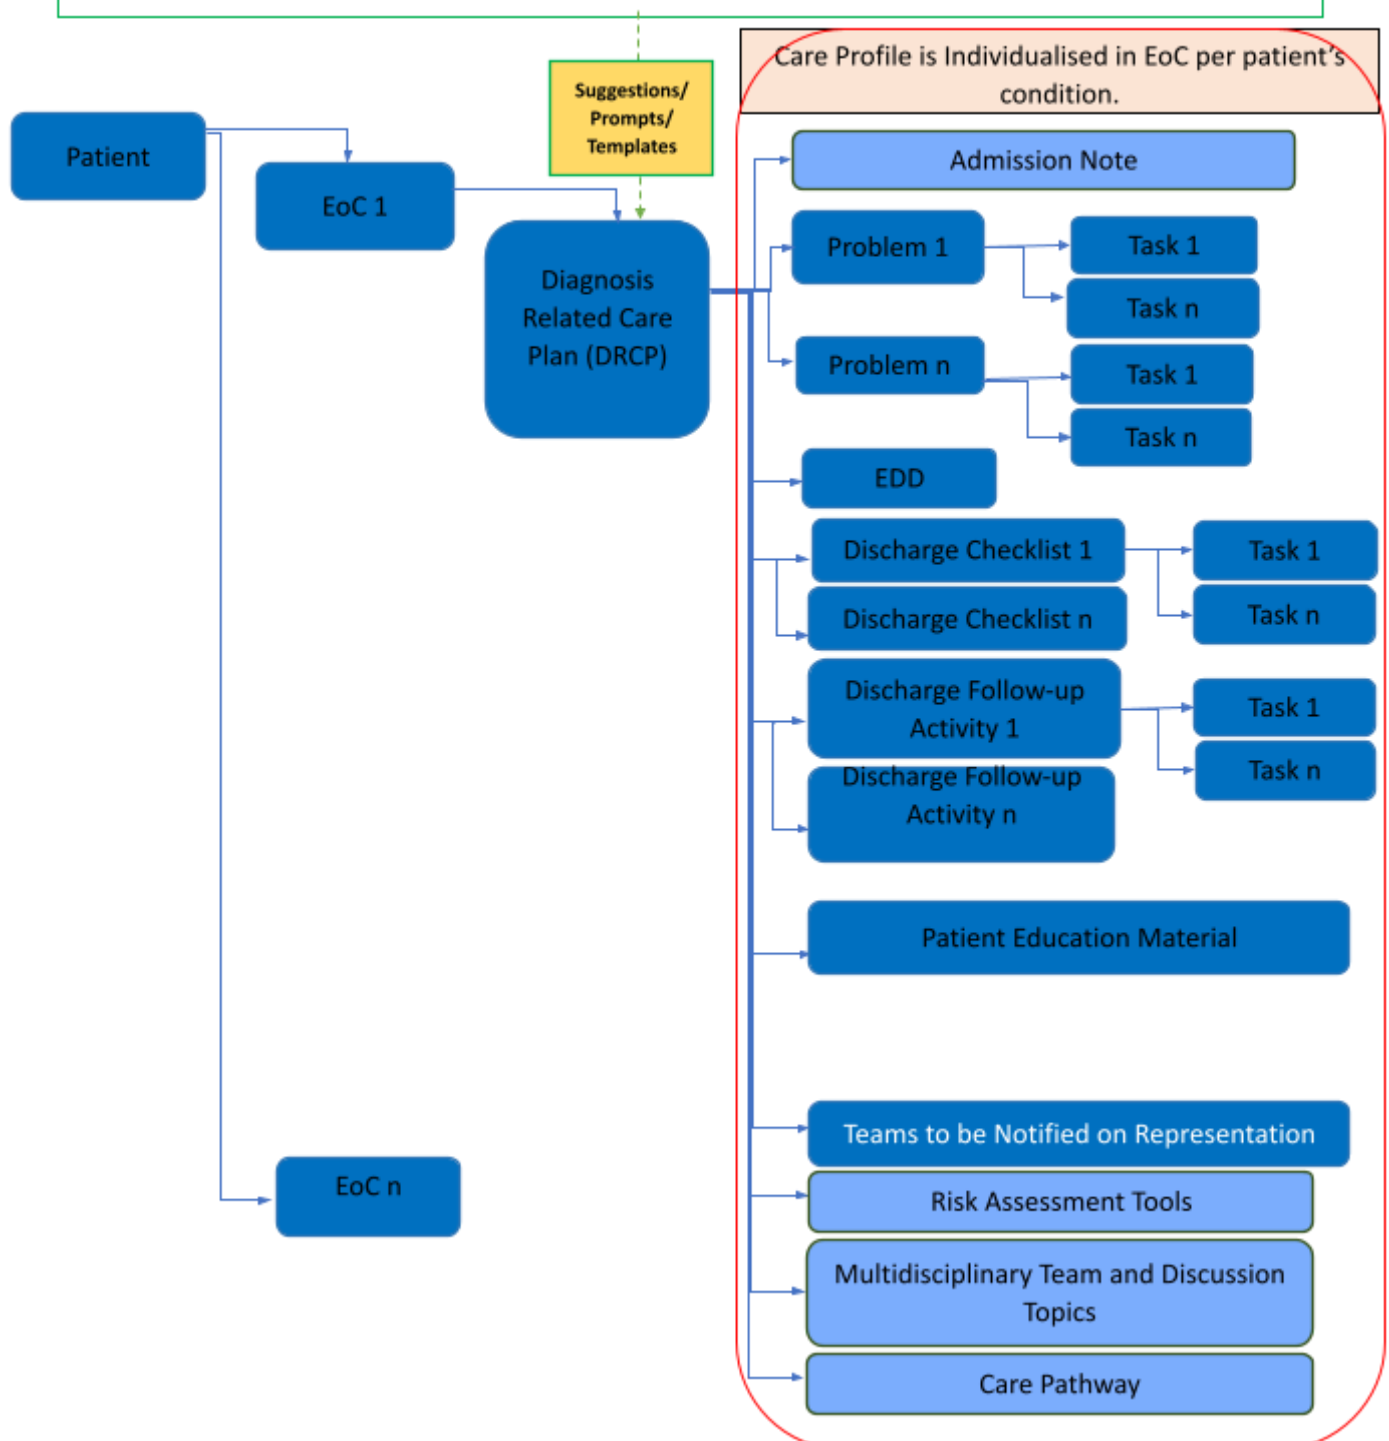 Care Profile is Individualised in EoC per patient's
condition.
Suggestions/
Prompts/
Templates
Patient
EoC 1
Diagnosis
Related Care
Plan (DRCP)
Admission Note
Problem 1
Task 1
Task n
Problem n
Task 1
Task n
EDD
Discharge Checklist 1
Task 1
Discharge Checklist n
Task n
Discharge Follow-up
Activity 1
Task 1
Task n
Discharge Follow-up
Activity n
Patient Education Material
Teams to be Notified on Representation
EoC n
Risk Assessment Tools
Multidisciplinary Team and Discussion
Topics
Care Pathway